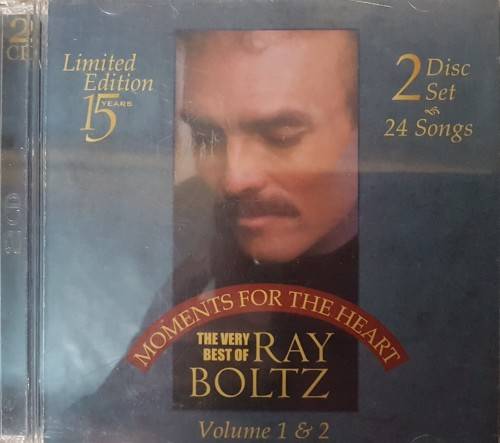 2
CD
Limited
Edition
15
YEARS
2 Disc
Set
24 Songs
MOMENTS FOR THE HEART
THE VERY
BEST OF
RAY
BOLTZ
Volume 1 & 2